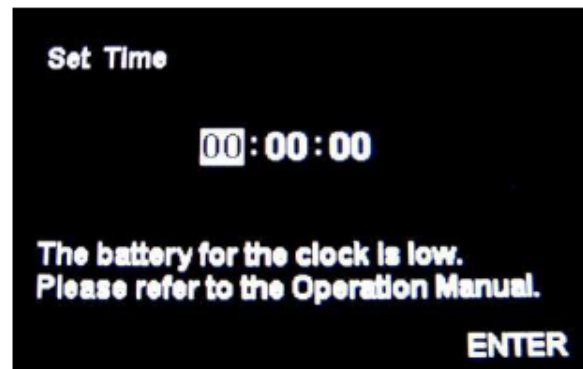 Set Time
00:00:00
The battery for the clock is low.
Please refer to the Operation Manual.
ENTER